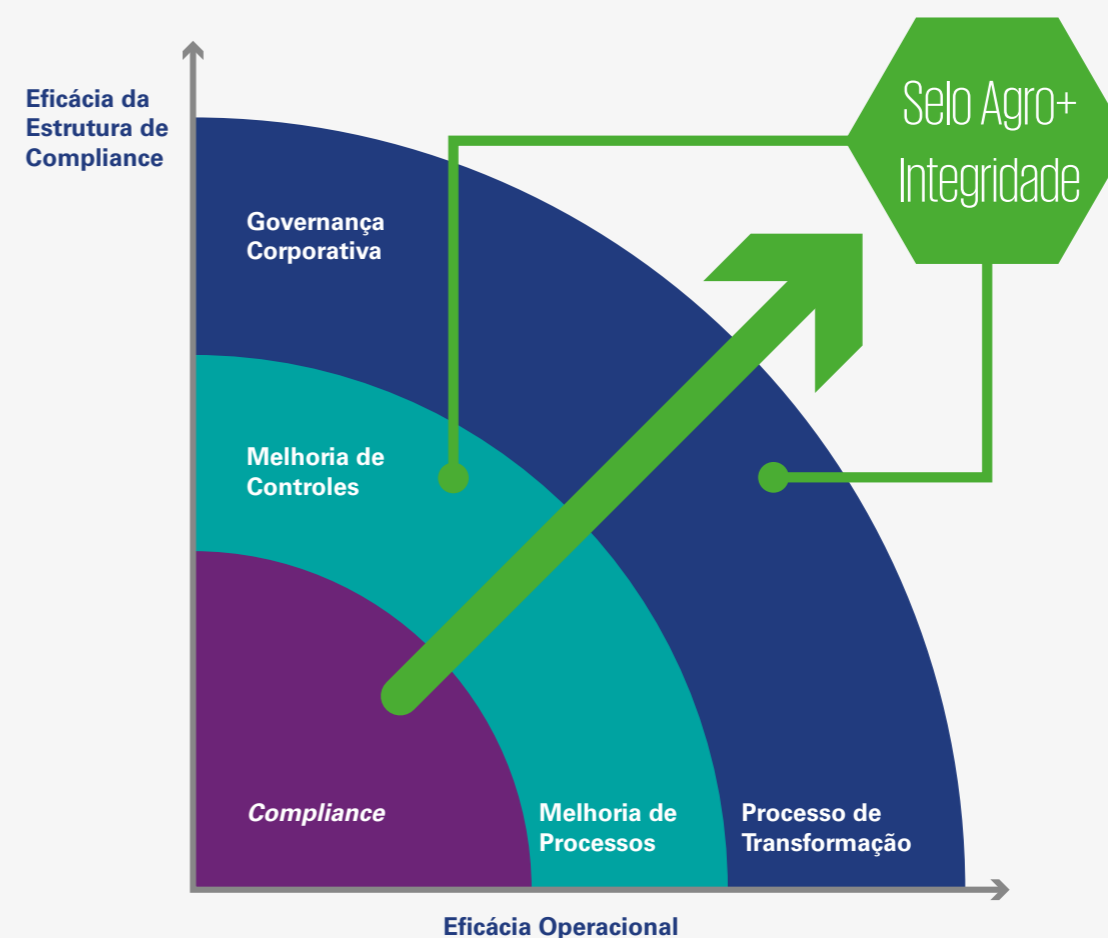 Eficácia da
Estrutura de
Compliance
Selo Agro+
Integridade
Governança
Corporativa
Melhoria de
Controles
Compliance
Melhoria de
Processos
Processo de
Transformação
Eficácia Operacional